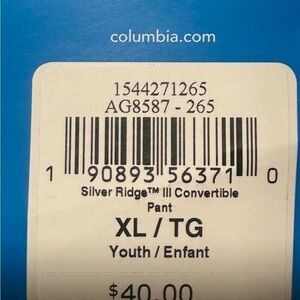 columbia.com
1544271265
AG8587 - 265
1 90893 56371 0
Silver Ridge™ III Convertible
Pant
XL / TG
Youth / Enfant
$40.00